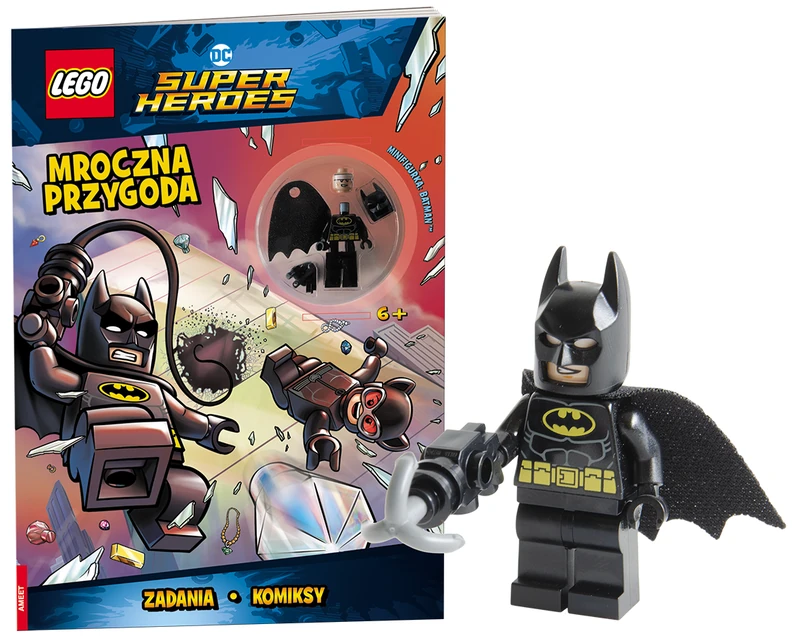 LEGO
DC
SUPER
HEROES
MROCZNA
PRZYGODA
MINIFIGURKA: BATMAN™
6+
ZADANIA • KOMIKSY
AMEET